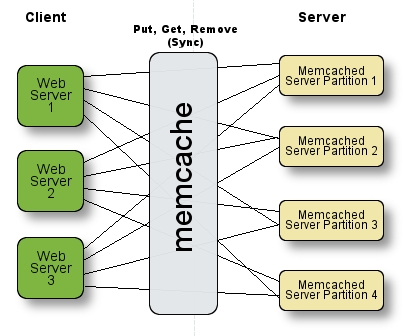 Client
Server
Put, Get, Remove
(Sync)
Web
Server
1
Web
Server
2
Web
Server
3
memcache
Memcached
Server Partition 1
Memcached
Server Partition 2
Memcached
Server Partition 3
Memcached
Server Partition 4